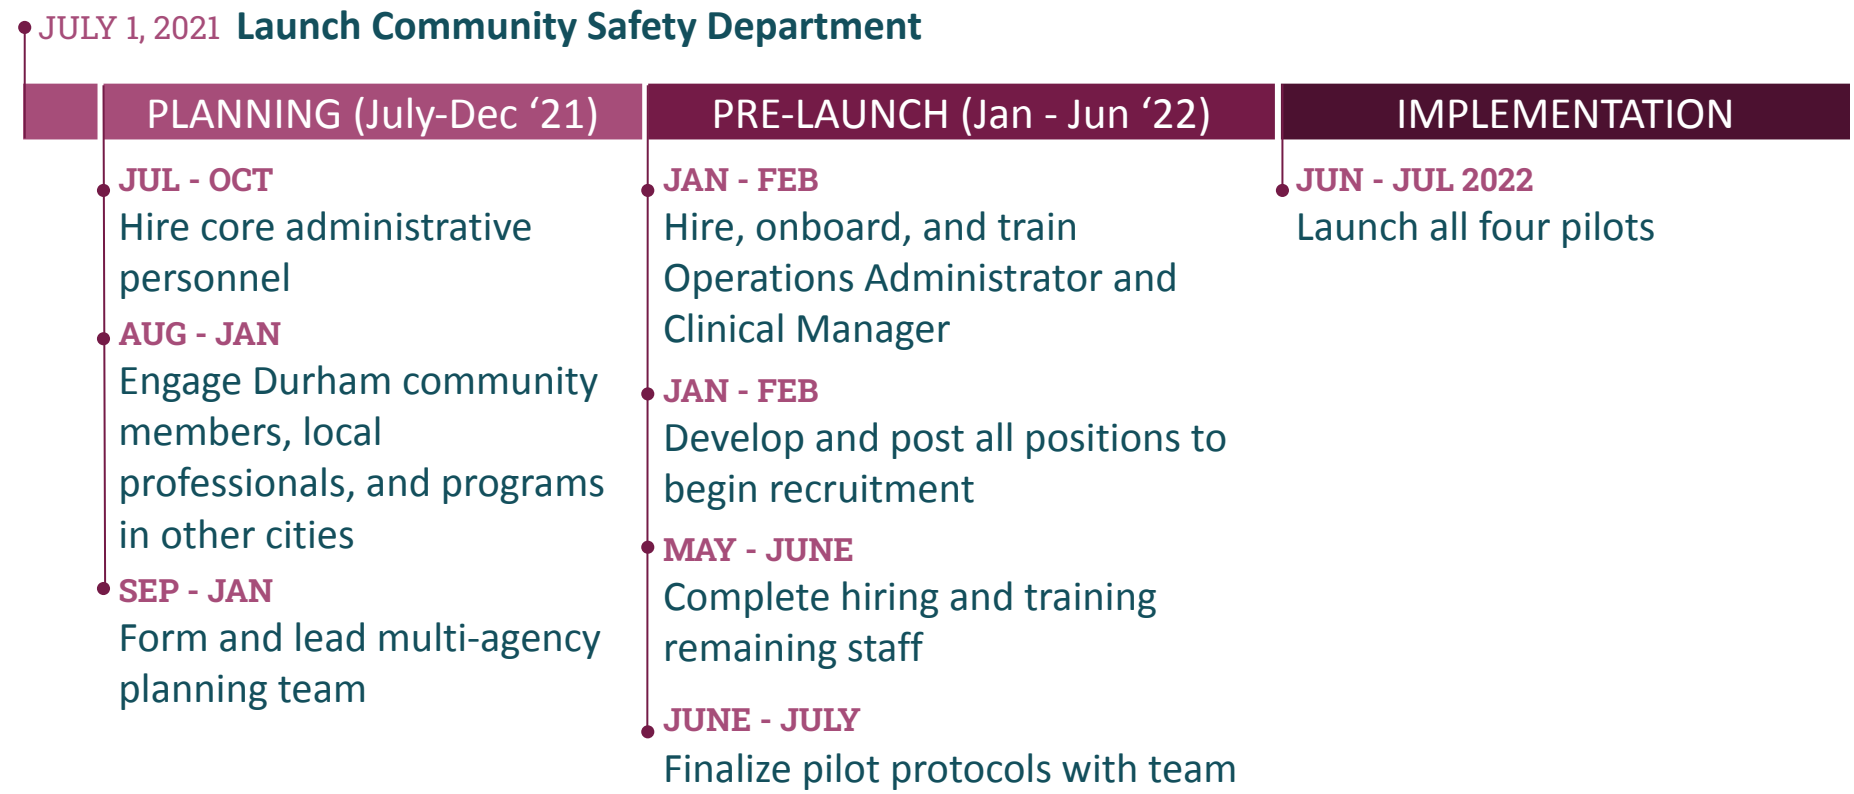 JULY 1, 2021 Launch Community Safety Department
PLANNING (July-Dec ‘21)
JUL - OCT
Hire core administrative
personnel
AUG - JAN
Engage Durham community
members, local
professionals, and programs
in other cities
SEP - JAN
Form and lead multi-agency
planning team
PRE-LAUNCH (Jan - Jun ‘22)
JAN - FEB
Hire, onboard, and train
Operations Administrator and
Clinical Manager
JAN - FEB
Develop and post all positions to
begin recruitment
MAY - JUNE
Complete hiring and training
remaining staff
JUNE - JULY
Finalize pilot protocols with team
IMPLEMENTATION
JUN - JUL 2022
Launch all four pilots